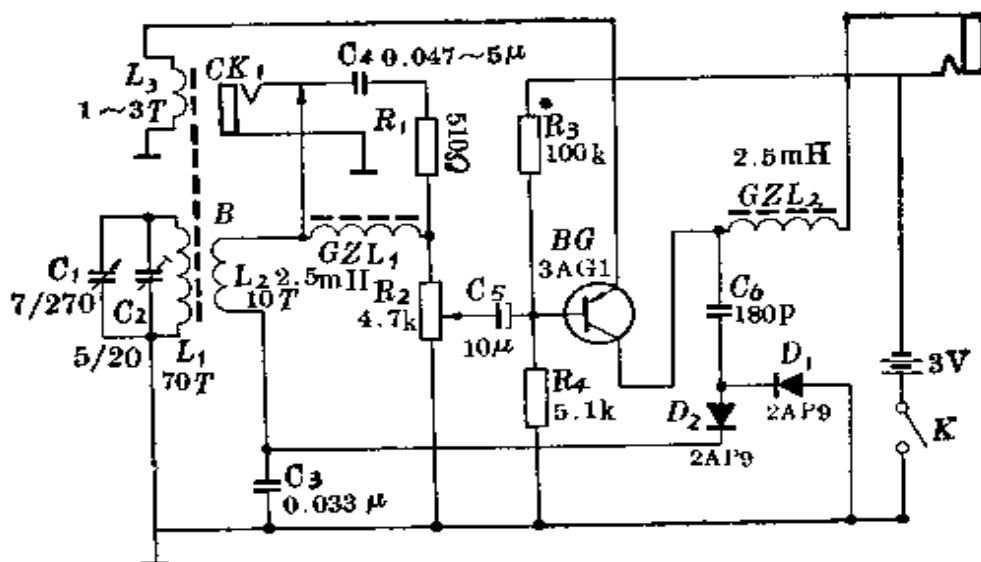 L3
1～3T
CK1
C4 0.047～5μ
R1
510Ω
R3
100k
2.5mH
GZL2
B
GZL1
L2 2.5mH
10T
C1
7/270
C2
5/20
L1
70T
R2
4.7k
C5
10μ
BG
3AG1
C6
180P
D1
2AP9
3V
K
R4
5.1k
D2
2AP9
C3
0.033μ